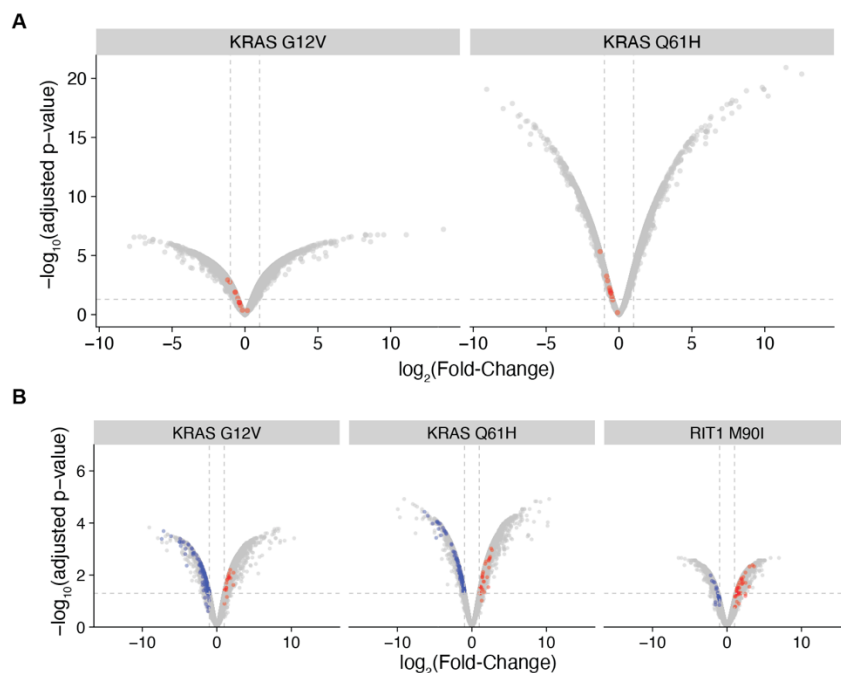 A
KRAS G12V KRAS Q61H
20
15
10
5
0
−log10(adjusted p-value)
−10 −5 0 5 10 −10 −5 0 5 10
log2(Fold-Change)
B
KRAS G12V KRAS Q61H RIT1 M90I
6
4
2
0
−log10(adjusted p-value)
−10 0 10 −10 0 10 −10 0 10
log2(Fold-Change)